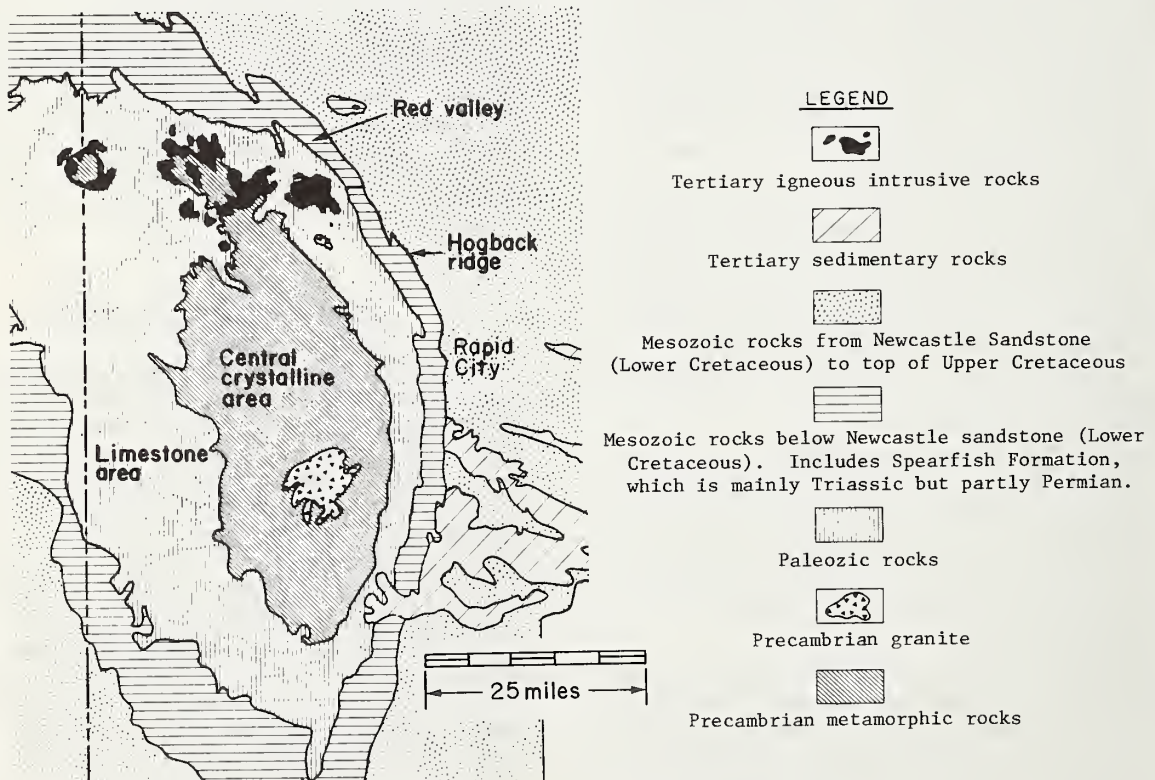 Red valley
Hogback
ridge
Rapid
City
Central
crystalline
area
Limestone
area
25 miles
LEGEND
Tertiary igneous intrusive rocks
Tertiary sedimentary rocks
Mesozoic rocks from Newcastle Sandstone
(Lower Cretaceous) to top of Upper Cretaceous
Mesozoic rocks below Newcastle sandstone (Lower
Cretaceous). Includes Spearfish Formation,
which is mainly Triassic but partly Permian.
Paleozic rocks
Precambrian granite
Precambrian metamorphic rocks